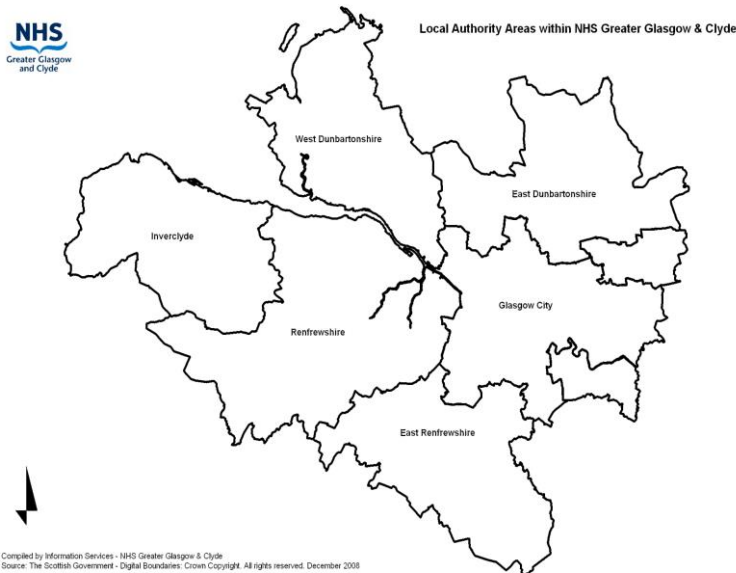 NHS
Greater Glasgow
and Clyde
Local Authority Areas within NHS Greater Glasgow & Clyde
West Dunbartonshire
East Dunbartonshire
Inverclyde
Glasgow City
Renfrewshire
East Renfrewshire
Compiled by Information Services - NHS Greater Glasgow & Clyde
Source: The Scottish Government - Digital Boundaries: Crown Copyright. All rights reserved. December 2008